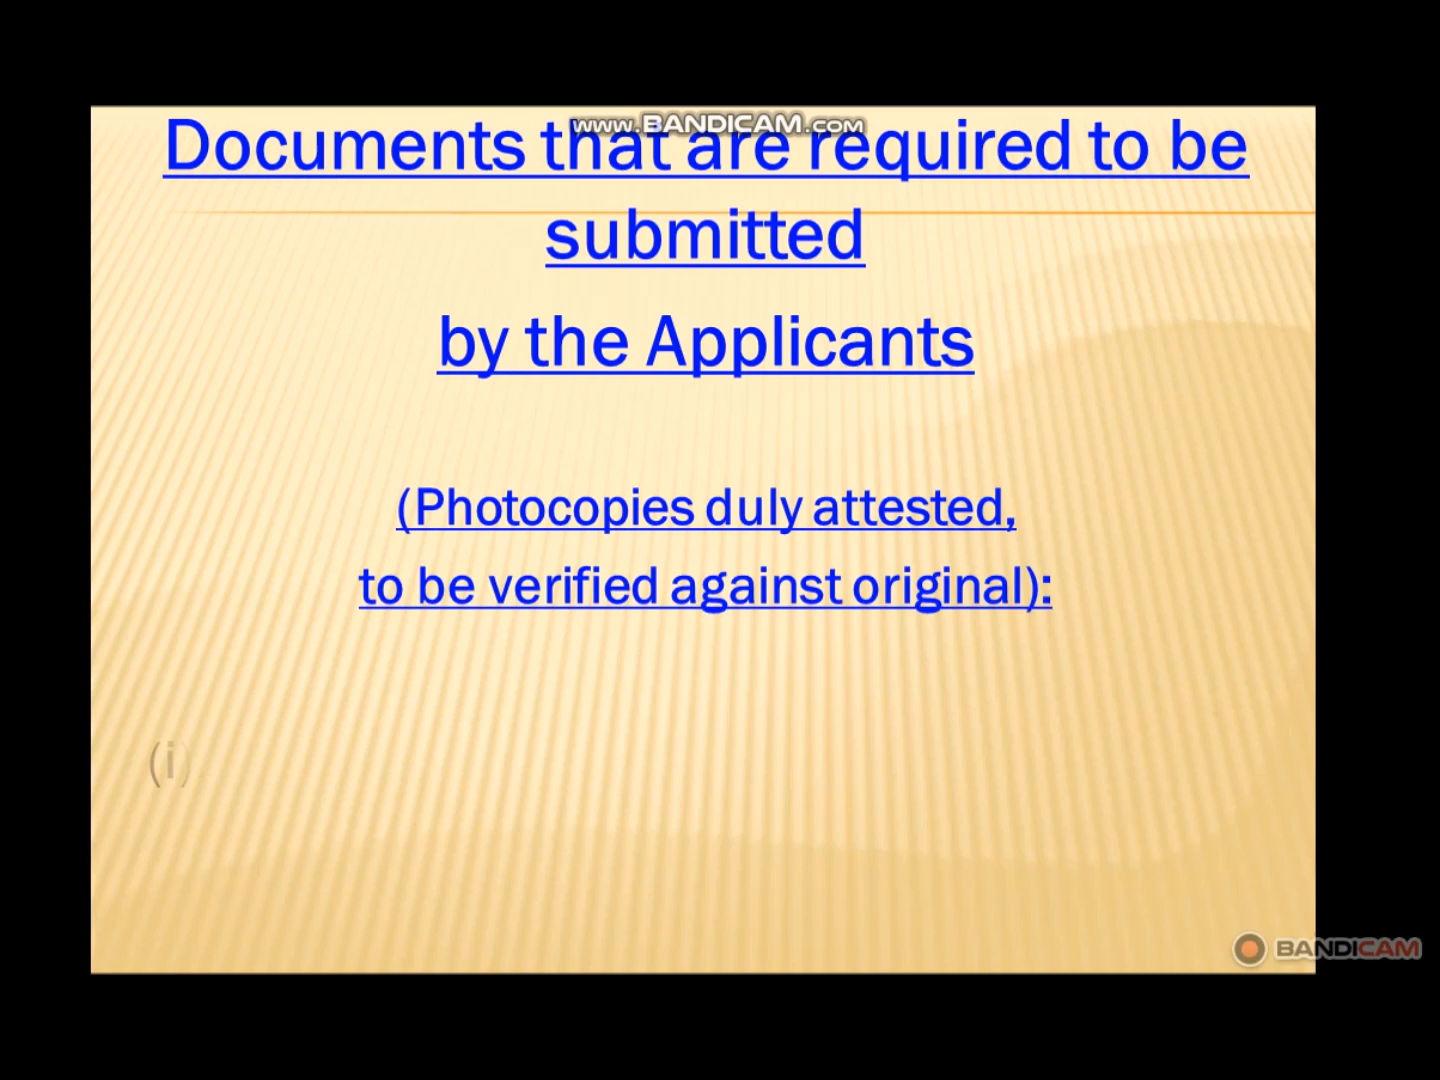 www.BANDICAM.com
Documents that are required to be
submitted
by the Applicants
(Photocopies duly attested,
to be verified against original):
(i)
BANDICAM